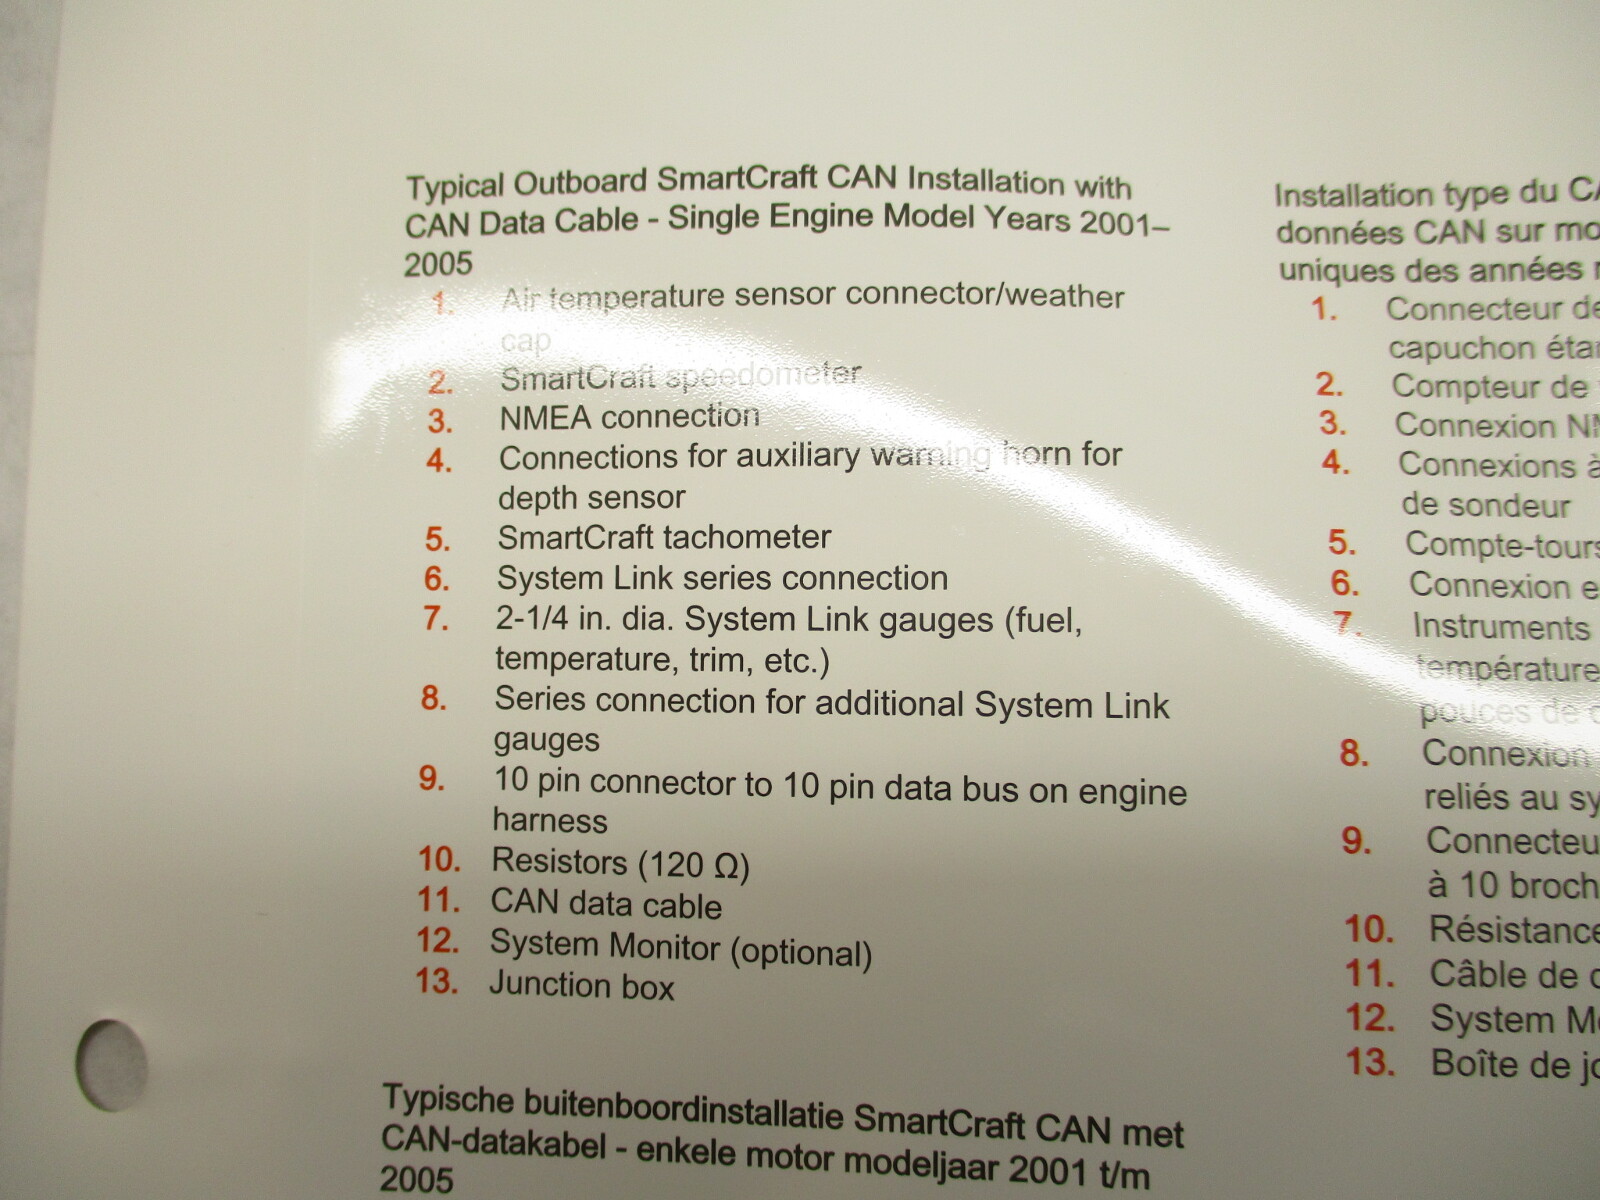 Typical Outboard SmartCraft CAN Installation with
CAN Data Cable - Single Engine Model Years 2001–
2005
1. Air temperature sensor connector/weather
cap
2. SmartCraft speedometer
3. NMEA connection
4. Connections for auxiliary warning horn for
depth sensor
5. SmartCraft tachometer
6. System Link series connection
7. 2-1/4 in. dia. System Link gauges (fuel,
temperature, trim, etc.)
8. Series connection for additional System Link
gauges
9. 10 pin connector to 10 pin data bus on engine
harness
10. Resistors (120 Ω)
11. CAN data cable
12. System Monitor (optional)
13. Junction box
Typische buitenboordinstallatie SmartCraft CAN met
CAN-datakabel - enkele motor modeljaar 2001 t/m
2005
Installation type du
données CAN sur
uniques des années
1. Connecteur
capuchon
2. Compteur de
3. Connexion
4. Connexions à
de sondeur
5.
6. Connexion
7. Instruments
température
pouces de
8. Connexion
reliés au
9.
à 10
10.
11. Câble de
12. System
13. Boîte de